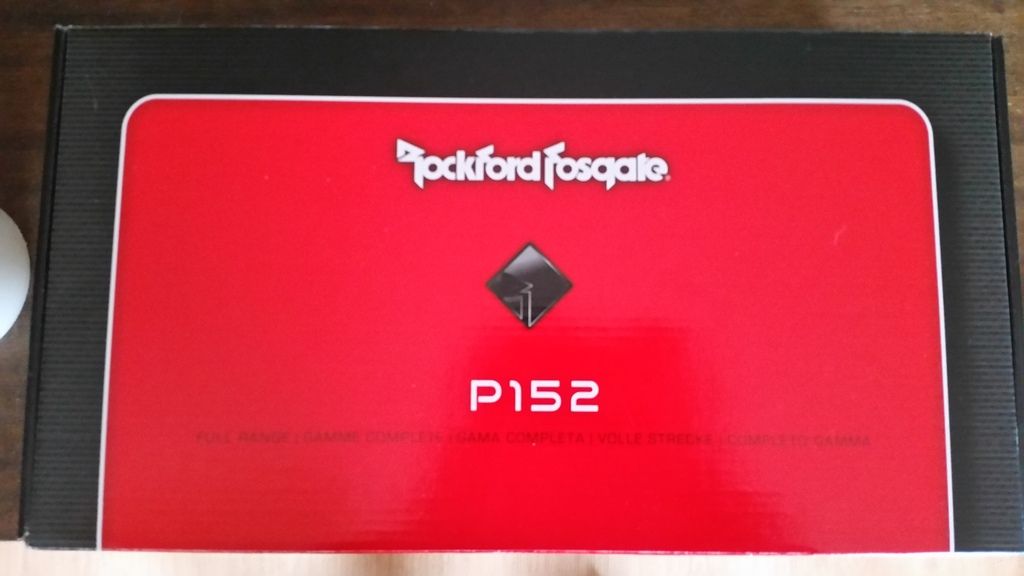 Rockford Fosgate
P152
FULL RANGE | GAMME COMPLETE | GAMA COMPLETA | VOLLE STRECKE | COMPLETO GAMMA